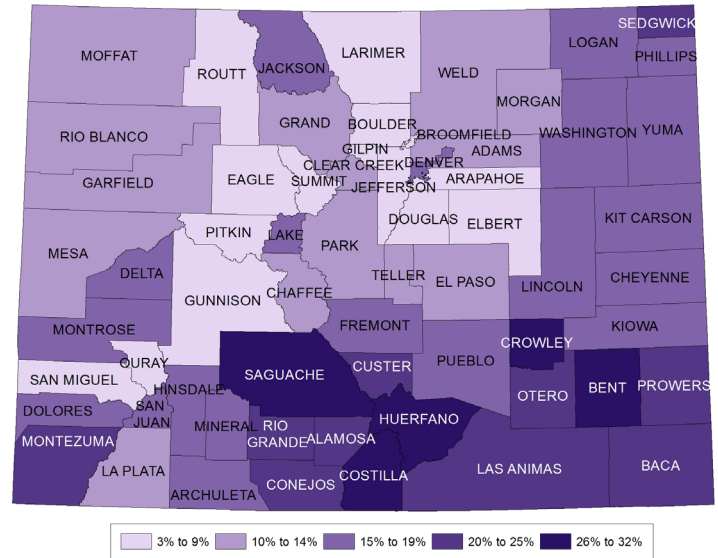 SEDGWICK
LOGAN
PHILLIPS
MOFFAT
LARIMER
JACKSON
ROUTT
WELD
MORGAN
GRAND
BOULDER
RIO BLANCO
BROOMFIELD
WASHINGTON
YUMA
GILPIN
ADAMS
CLEAR CREEK
DENVER
GARFIELD
EAGLE
SUMMIT
JEFFERSON
ARAPAHOE
DOUGLAS
ELBERT
KIT CARSON
PITKIN
LAKE
PARK
MESA
DELTA
TELLER
EL PASO
CHEYENNE
LINCOLN
CHAFFEE
GUNNISON
FREMONT
KIOWA
MONTROSE
CROWLEY
OURAY
PUEBLO
CUSTER
SAGUACHE
SAN MIGUEL
HINSDALE
OTERO
BENT
PROWERS
DOLORES
SAN
JUAN
HUERFANO
MINERAL
RIO
GRANDE
ALAMOSA
MONTEZUMA
LA PLATA
COSTILLA
LAS ANIMAS
BACA
CONEJOS
ARCHULETA
3% to 9%
10% to 14%
15% to 19%
20% to 25%
26% to 32%